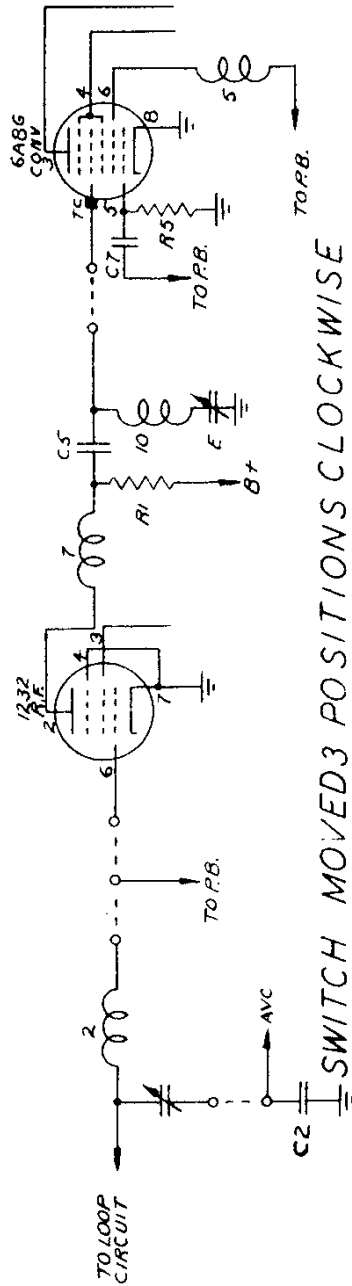 TO LOOP
CIRCUIT
2
AVC
C2
TO P.B.
1232
R.F.
2
4
3
6
7
7
R1
B+
C5
10
E
6A8G
CONV
3
TC
4
6
5
8
C7
R5
TO P.B.
5
TO P.B.
SWITCH MOVED 3 POSITIONS CLOCKWISE